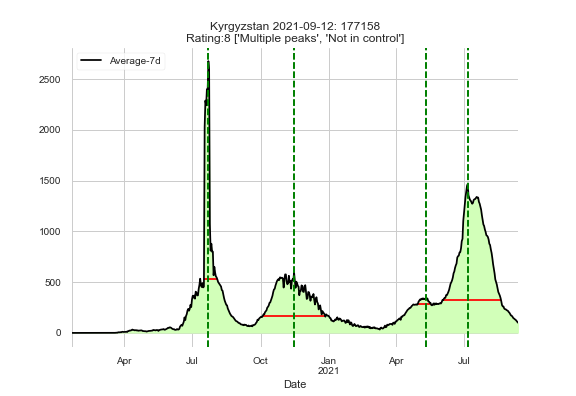 Kyrgyzstan 2021-09-12: 177158
Rating:8 ['Multiple peaks', 'Not in control']
Average-7d
2500
2000
1500
1000
500
0
Apr Jul Oct Jan Apr Jul
2021
Date